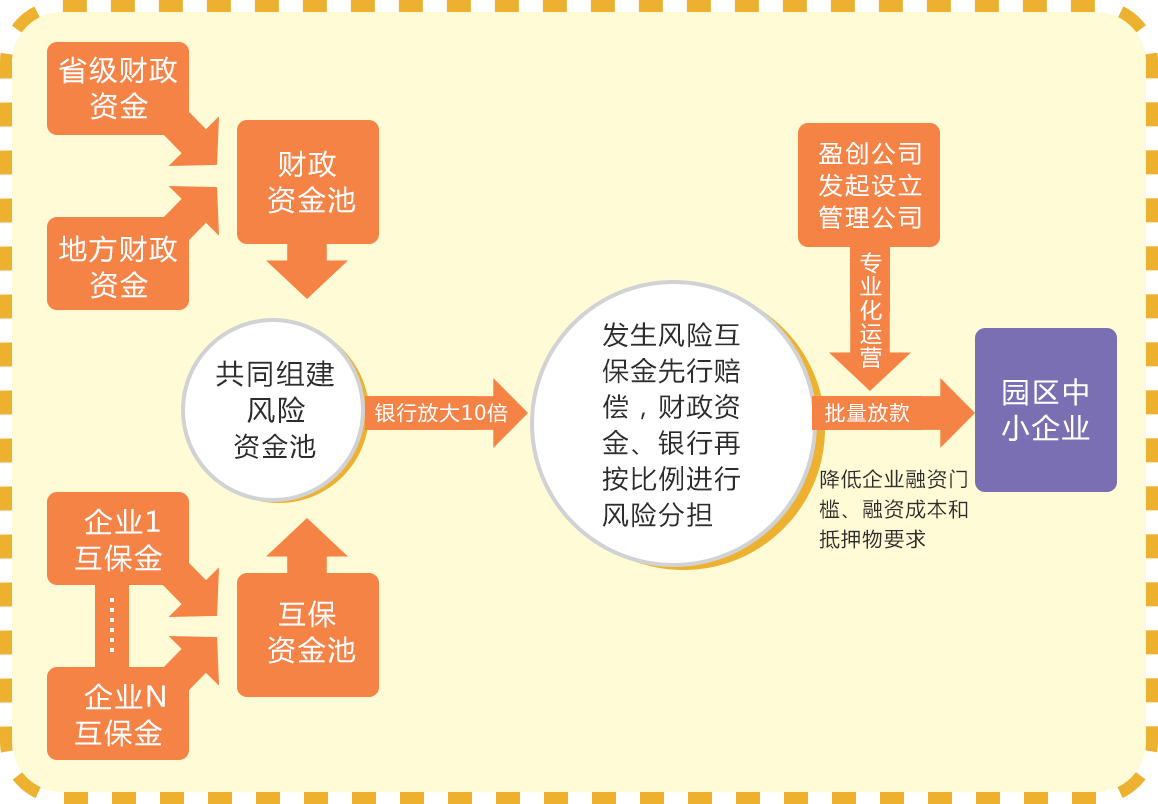 省级财政
资金
地方财政
资金
财政
资金池
共同组建
风险
资金池
企业1
互保金
企业N
互保金
互保
资金池
银行放大10倍
发生风险互
保金先行赔
偿，财政资
金、银行再
按比例进行
风险分担
盈创公司
发起设立
管理公司
专
业
化
运
营
批量放款
降低企业融资门
槛、融资成本和
抵押物要求
园区中
小企业